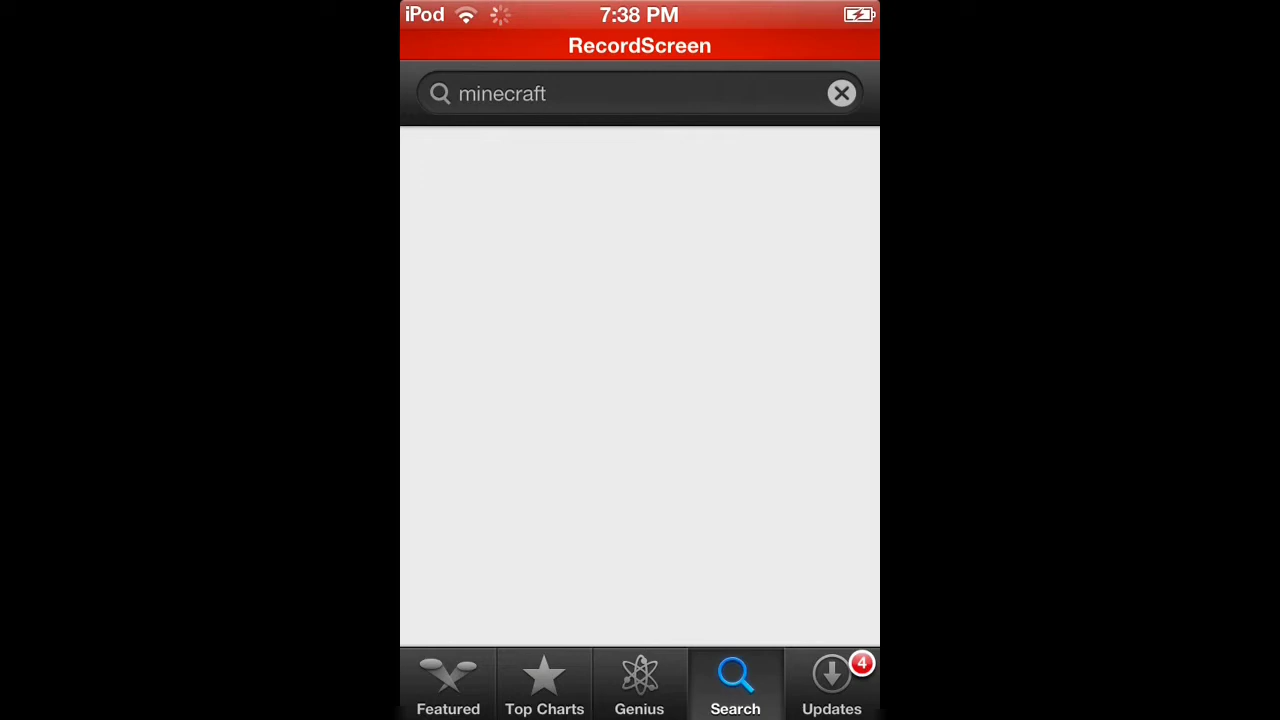 iPod 7:38 PM
RecordScreen
minecraft
4
Featured Top Charts Genius Search Updates